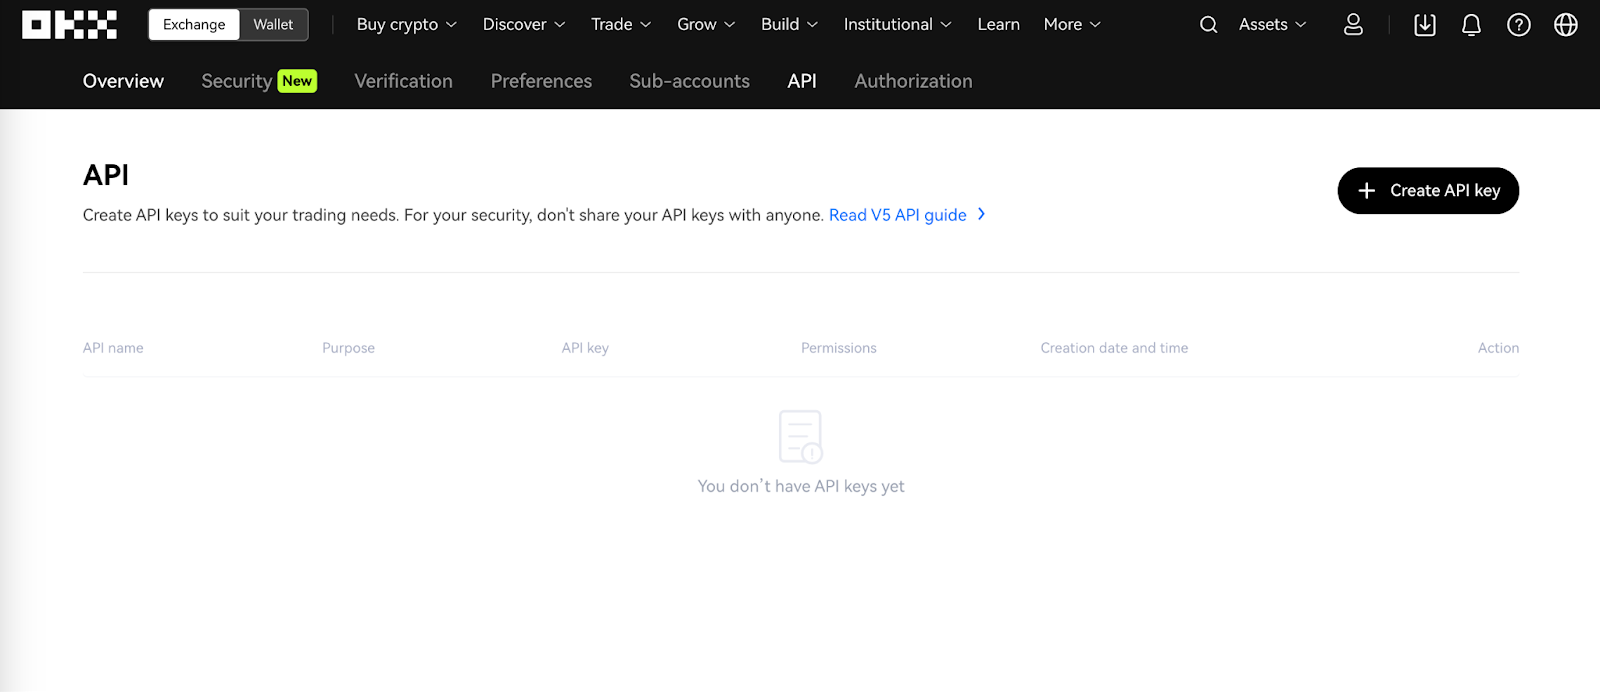 OKX Exchange Wallet Buy crypto Discover Trade Grow Build Institutional Learn More Assets
Overview Security New Verification Preferences Sub-accounts API Authorization
API
Create API key
Create API keys to suit your trading needs. For your security, don't share your API keys with anyone. Read V5 API guide
API name Purpose API key Permissions Creation date and time Action
You don’t have API keys yet